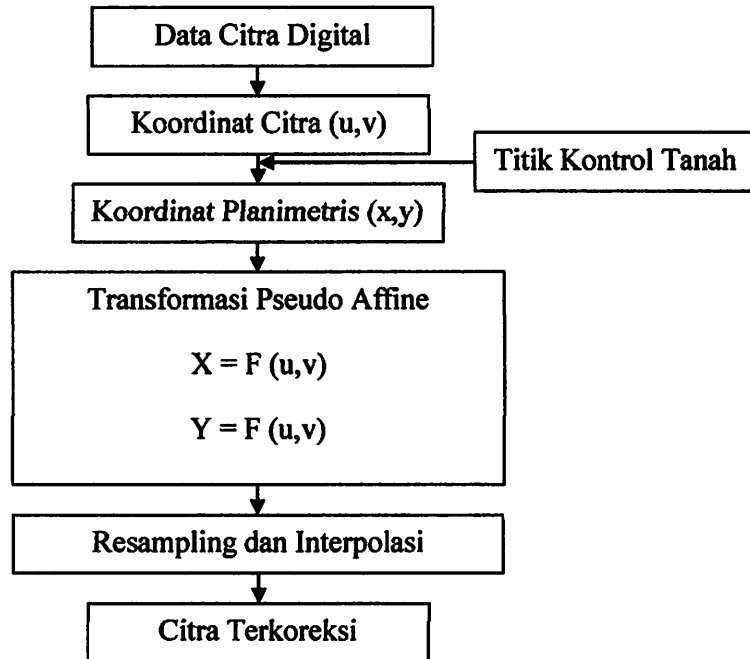 Data Citra Digital
Koordinat Citra (u,v)
Titik Kontrol Tanah
Koordinat Planimetris (x,y)
Transformasi Pseudo Affine
X = F (u,v)
Y = F (u,v)
Resampling dan Interpolasi
Citra Terkoreksi